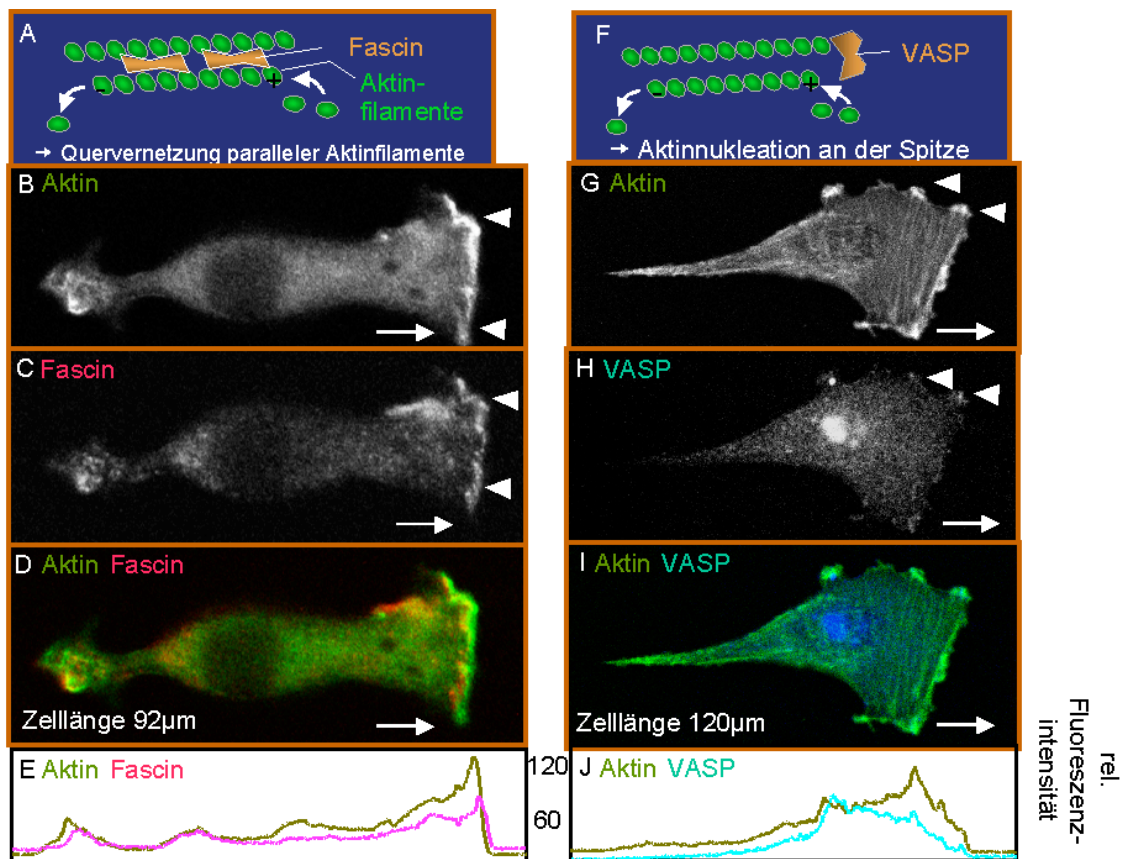 A
Fascin
Aktin-
filamente
- +
→ Quervernetzung paralleler Aktinfilamente
B Aktin
C Fascin
D Aktin Fascin
Zelllänge 92µm
E Aktin Fascin
F
VASP
- +
→ Aktinnukleation an der Spitze
G Aktin
H VASP
I Aktin VASP
Zelllänge 120µm
J Aktin VASP
120
60
rel.
Fluoreszenz-
intensität